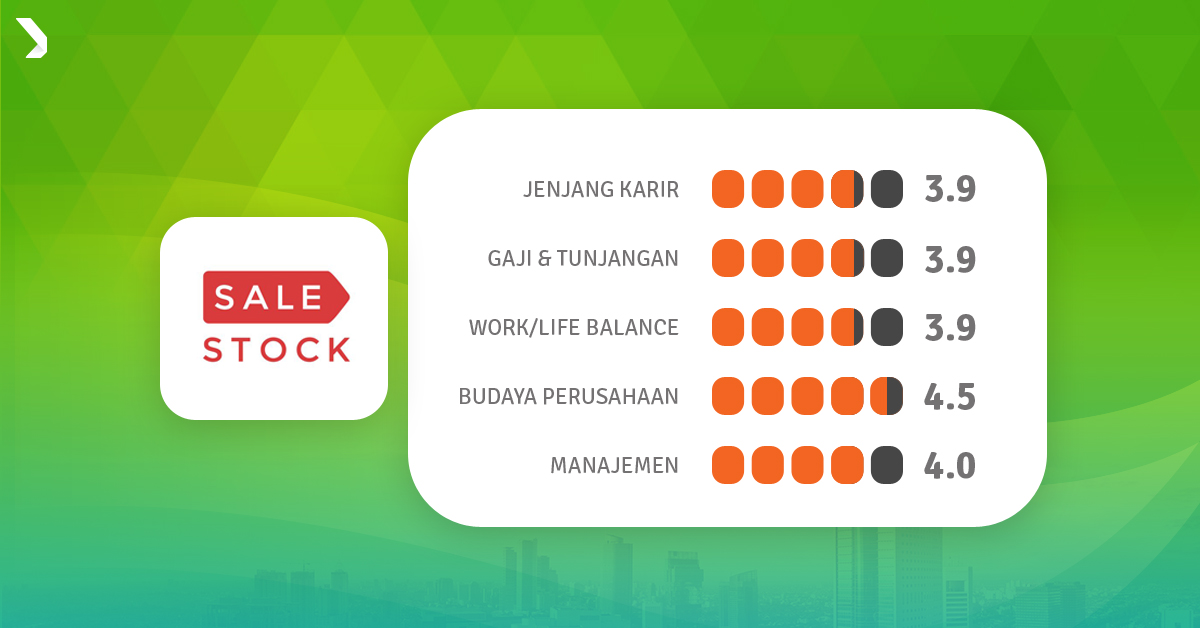 SALE
STOCK
JENJANG KARIR 3.9
GAJI & TUNJANGAN 3.9
WORK/LIFE BALANCE 3.9
BUDAYA PERUSAHAAN 4.5
MANAJEMEN 4.0